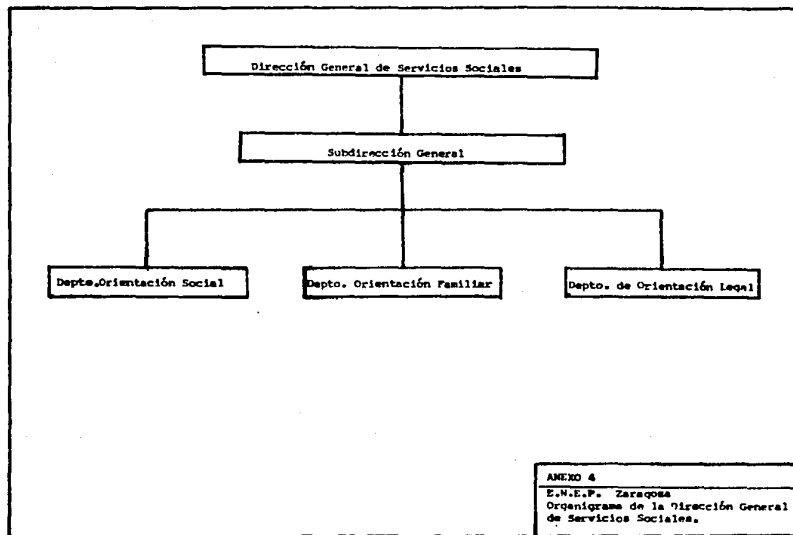 Dirección General de Servicios Sociales
Subdirección General
Depto.Orientación Social
Depto. Orientación Familiar
Depto. de Orientación Legal
ANEXO 4
E.N.E.P. Zaragoza
Organigrama de la Dirección General
de Servicios Sociales.